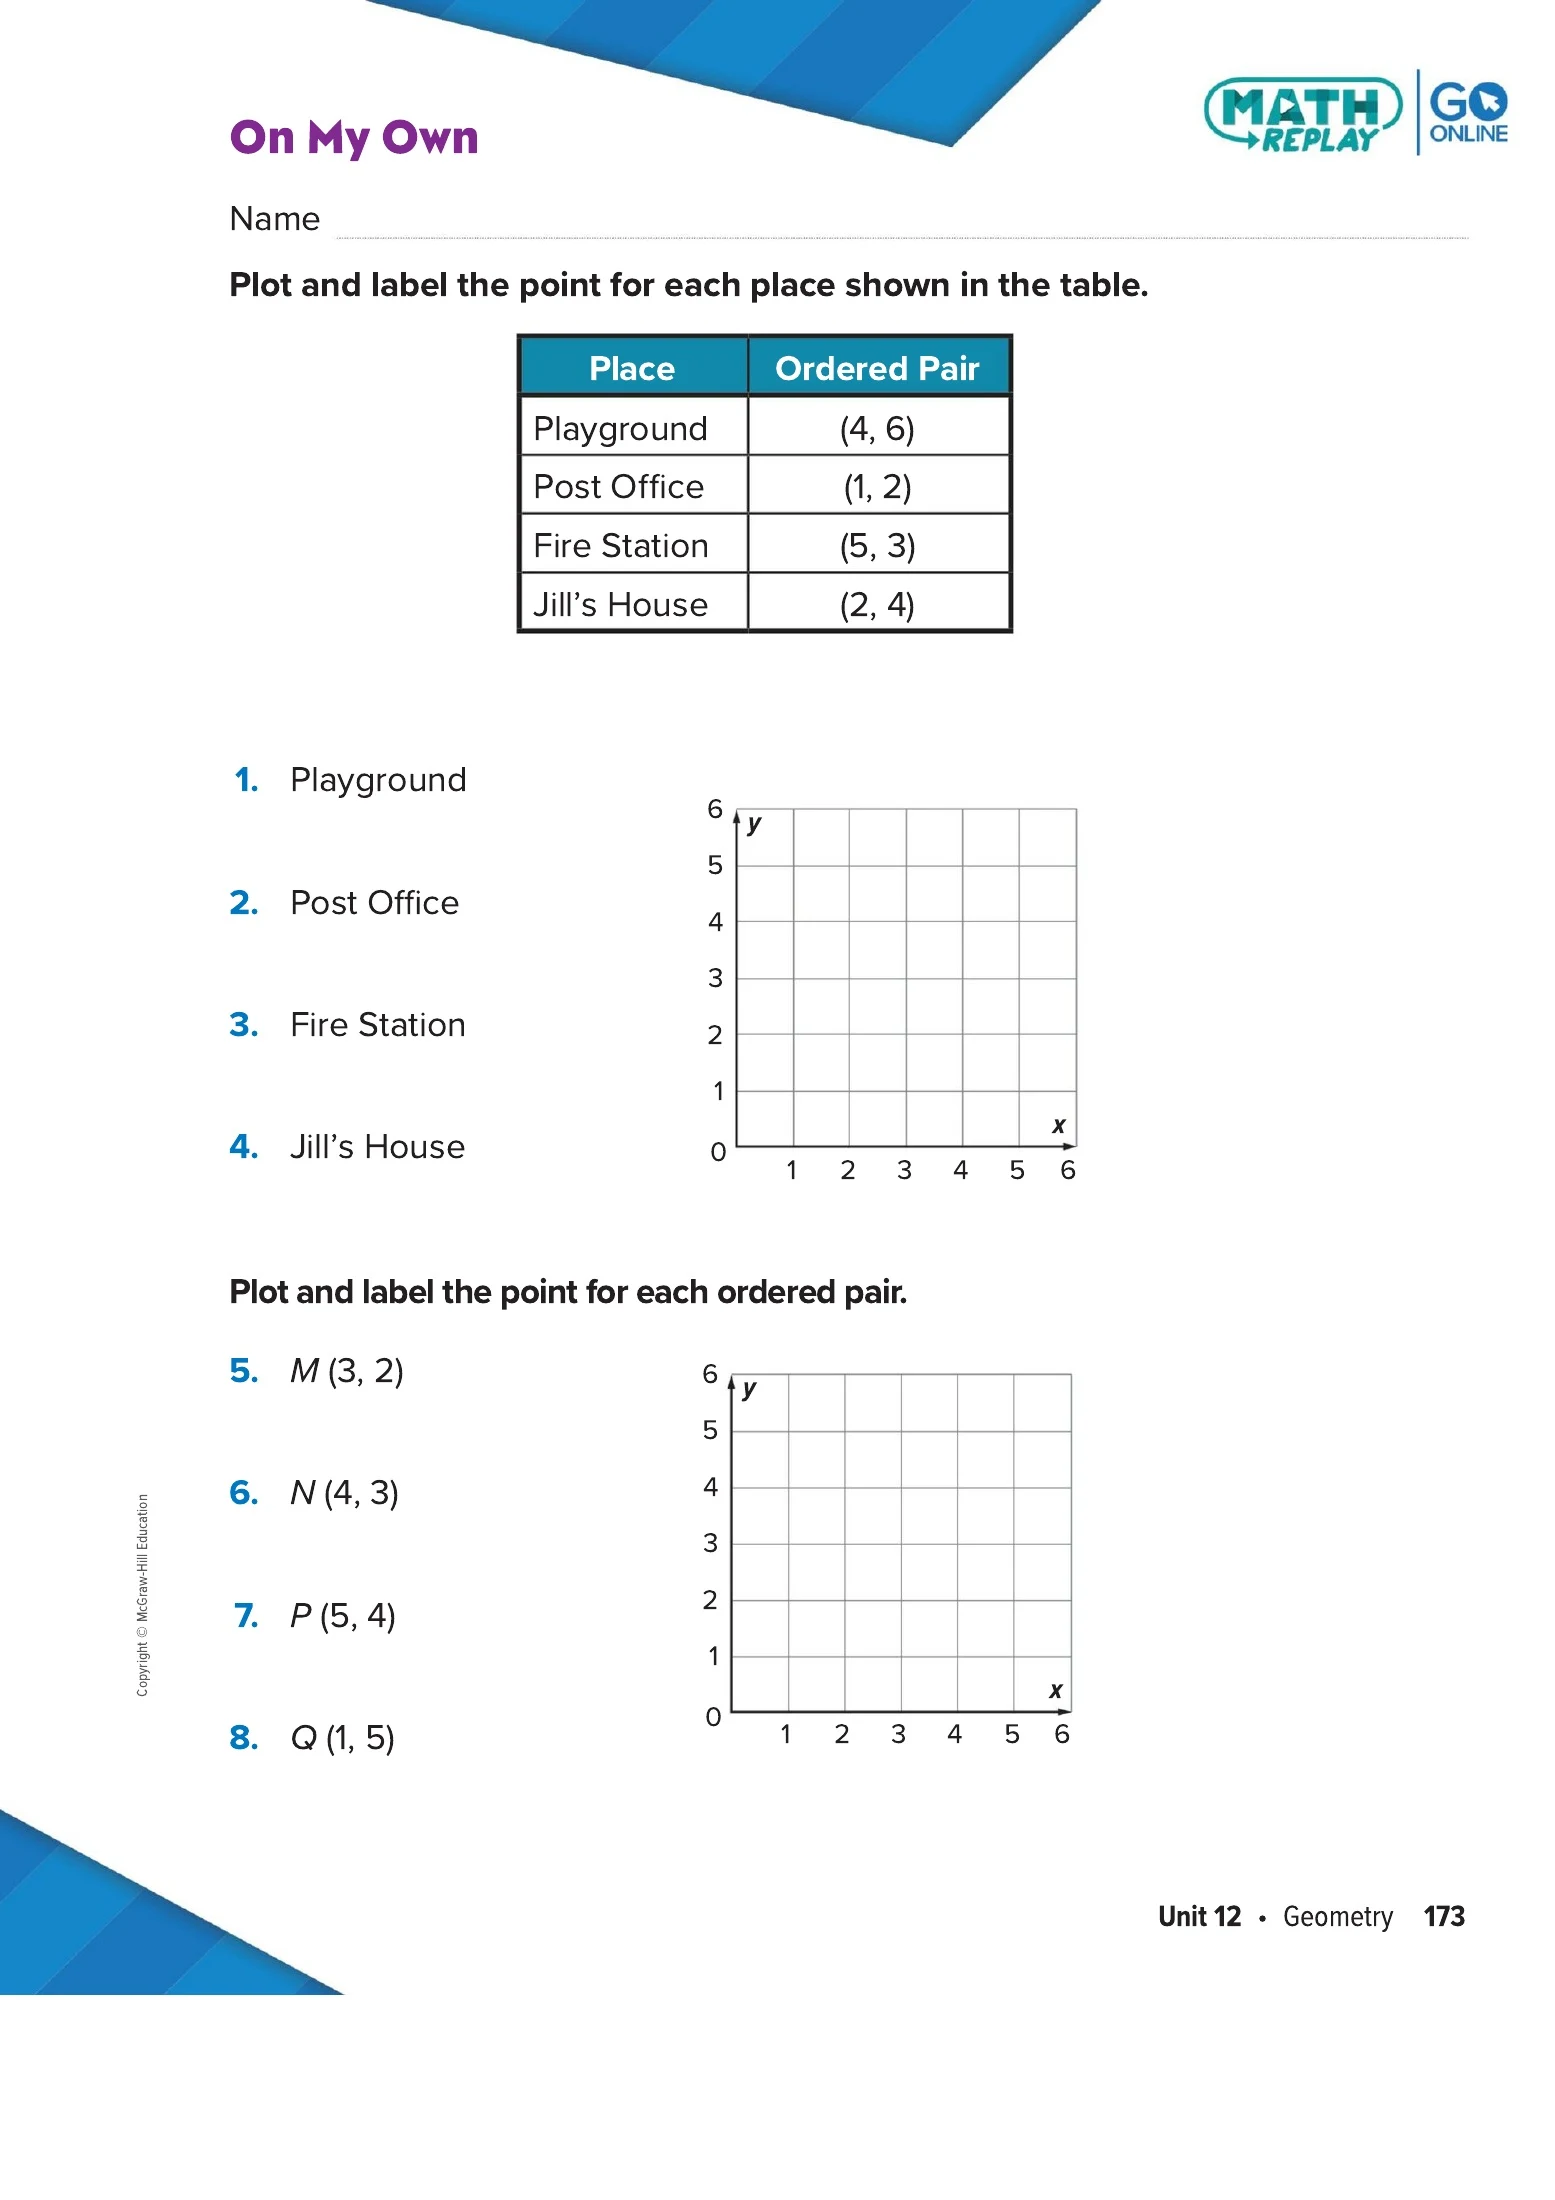 MATH
REPLAY
GO
ONLINE
On My Own
Name
Plot and label the point for each place shown in the table.
Place Ordered Pair
Playground (4, 6)
Post Office (1, 2)
Fire Station (5, 3)
Jill’s House (2, 4)
1. Playground
2. Post Office
3. Fire Station
4. Jill’s House
6
y
5
4
3
2
1
x
0
1 2 3 4 5 6
Plot and label the point for each ordered pair.
5. M (3, 2)
6. N (4, 3)
7. P (5, 4)
8. Q (1, 5)
6
y
5
4
3
2
1
x
0
1 2 3 4 5 6
Copyright © McGraw-Hill Education
Unit 12 • Geometry 173